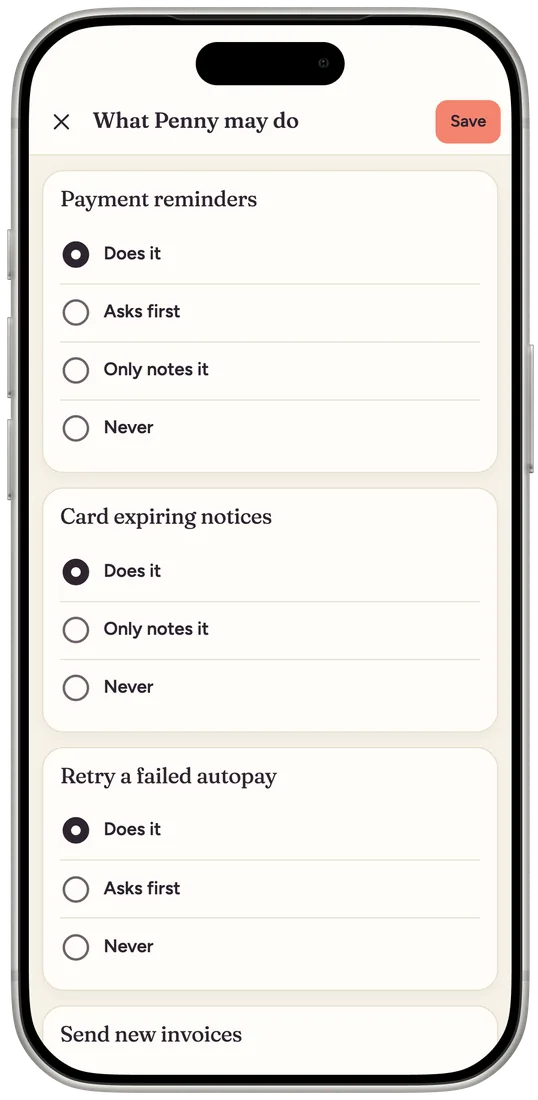 What Penny may do
Save
Payment reminders
Does it
Asks first
Only notes it
Never
Card expiring notices
Does it
Only notes it
Never
Retry a failed autopay
Does it
Asks first
Never
Send new invoices